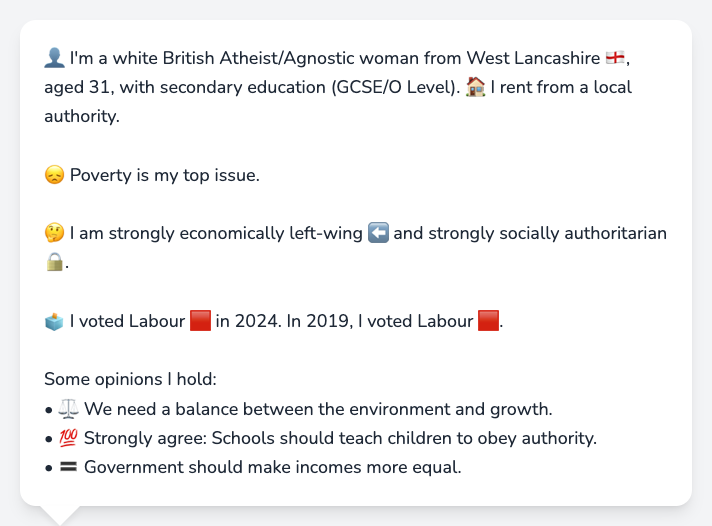 👤 I'm a white British Atheist/Agnostic woman from West Lancashire 🏴󠁧󠁢󠁥󠁮󠁧󠁿,
aged 31, with secondary education (GCSE/O Level). 🏠 I rent from a local
authority.
😞 Poverty is my top issue.
🤔 I am strongly economically left-wing ⬅️ and strongly socially authoritarian
🔒.
🗳️ I voted Labour 🟥 in 2024. In 2019, I voted Labour 🟥.
Some opinions I hold:
• ⚖️ We need a balance between the environment and growth.
• 💯 Strongly agree: Schools should teach children to obey authority.
• 🟰 Government should make incomes more equal.